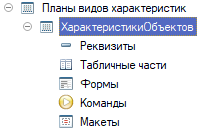 Планы видов характеристик
ХарактеристикиОбъектов
Реквизиты
Табличные части
Формы
Команды
Макеты